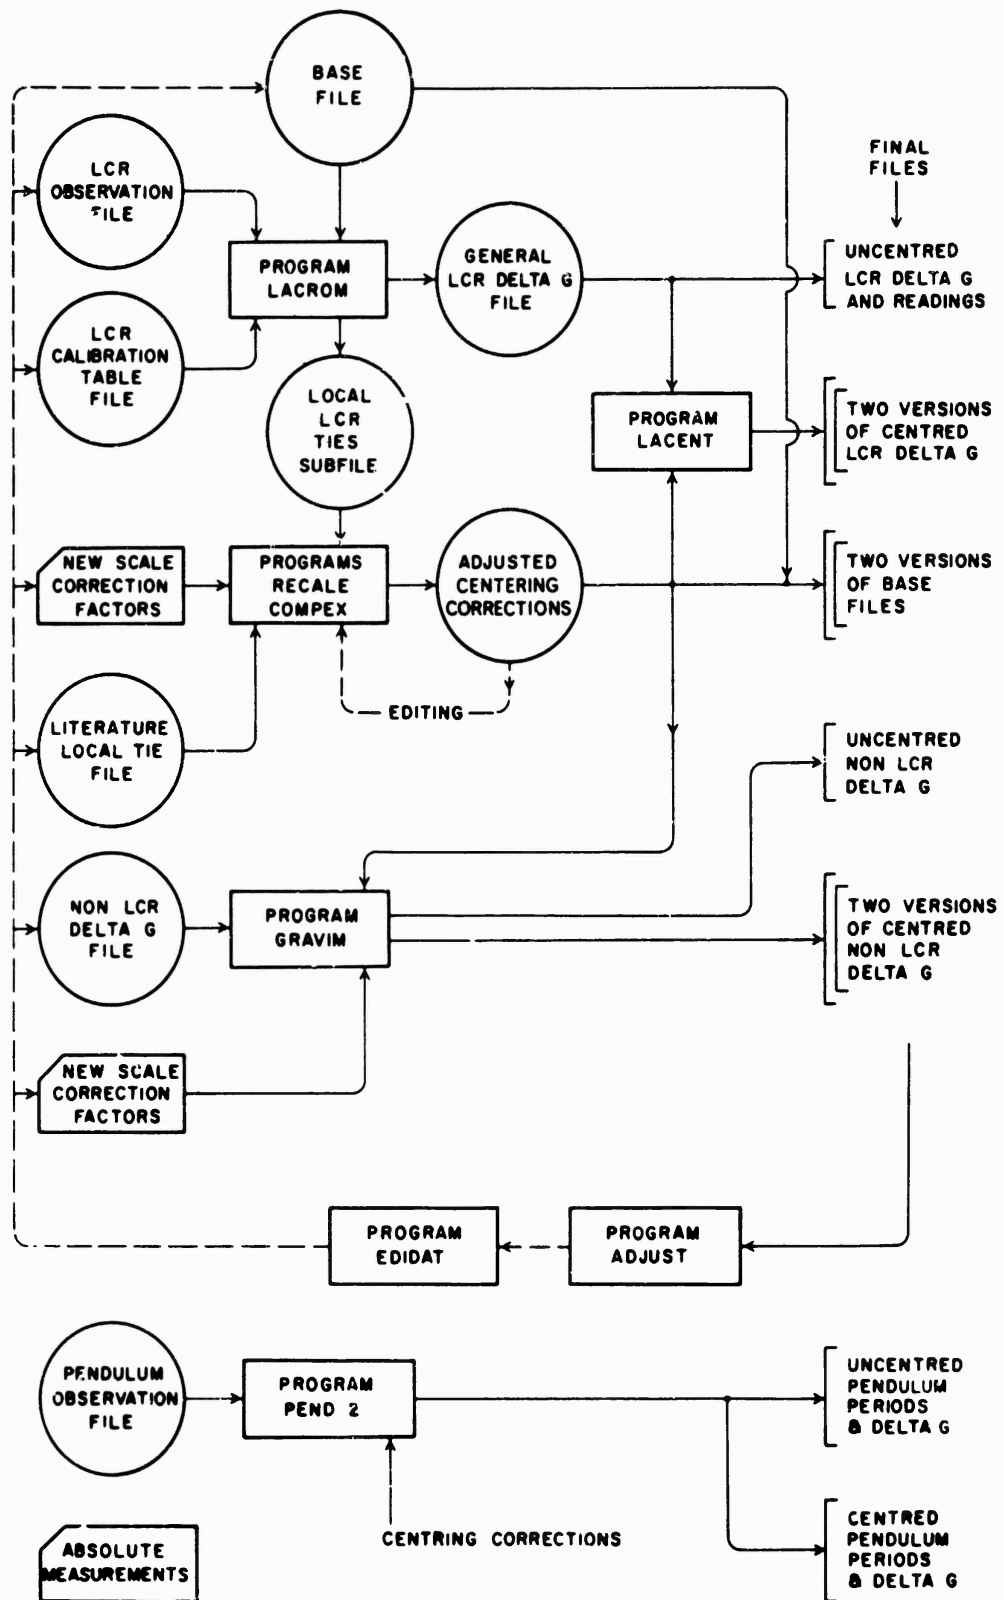 BASE
FILE
LCR
OBSERVATION
FILE
FINAL
FILES
PROGRAM
LACROM
GENERAL
LCR DELTA G
FILE
UNCENTRED
LCR DELTA G
AND READINGS
LCR
CALIBRATION
TABLE
FILE
LOCAL
LCR
TIES
SUBFILE
PROGRAM
LACENT
TWO VERSIONS
OF CENTRED
LCR DELTA G
NEW SCALE
CORRECTION
FACTORS
PROGRAMS
RECALE
COMPEX
ADJUSTED
CENTERING
CORRECTIONS
TWO VERSIONS
OF BASE
FILES
EDITING
LITERATURE
LOCAL TIE
FILE
UNCENTRED
NON LCR
DELTA G
NON LCR
DELTA G
FILE
PROGRAM
GRAVIM
TWO VERSIONS
OF CENTRED
NON LCR
DELTA G
NEW SCALE
CORRECTION
FACTORS
PROGRAM
EDIDAT
PROGRAM
ADJUST
PENDULUM
OBSERVATION
FILE
PROGRAM
PEND 2
UNCENTRED
PENDULUM
PERIODS
& DELTA G
CENTRING CORRECTIONS
ABSOLUTE
MEASUREMENTS
CENTRED
PENDULUM
PERIODS
& DELTA G